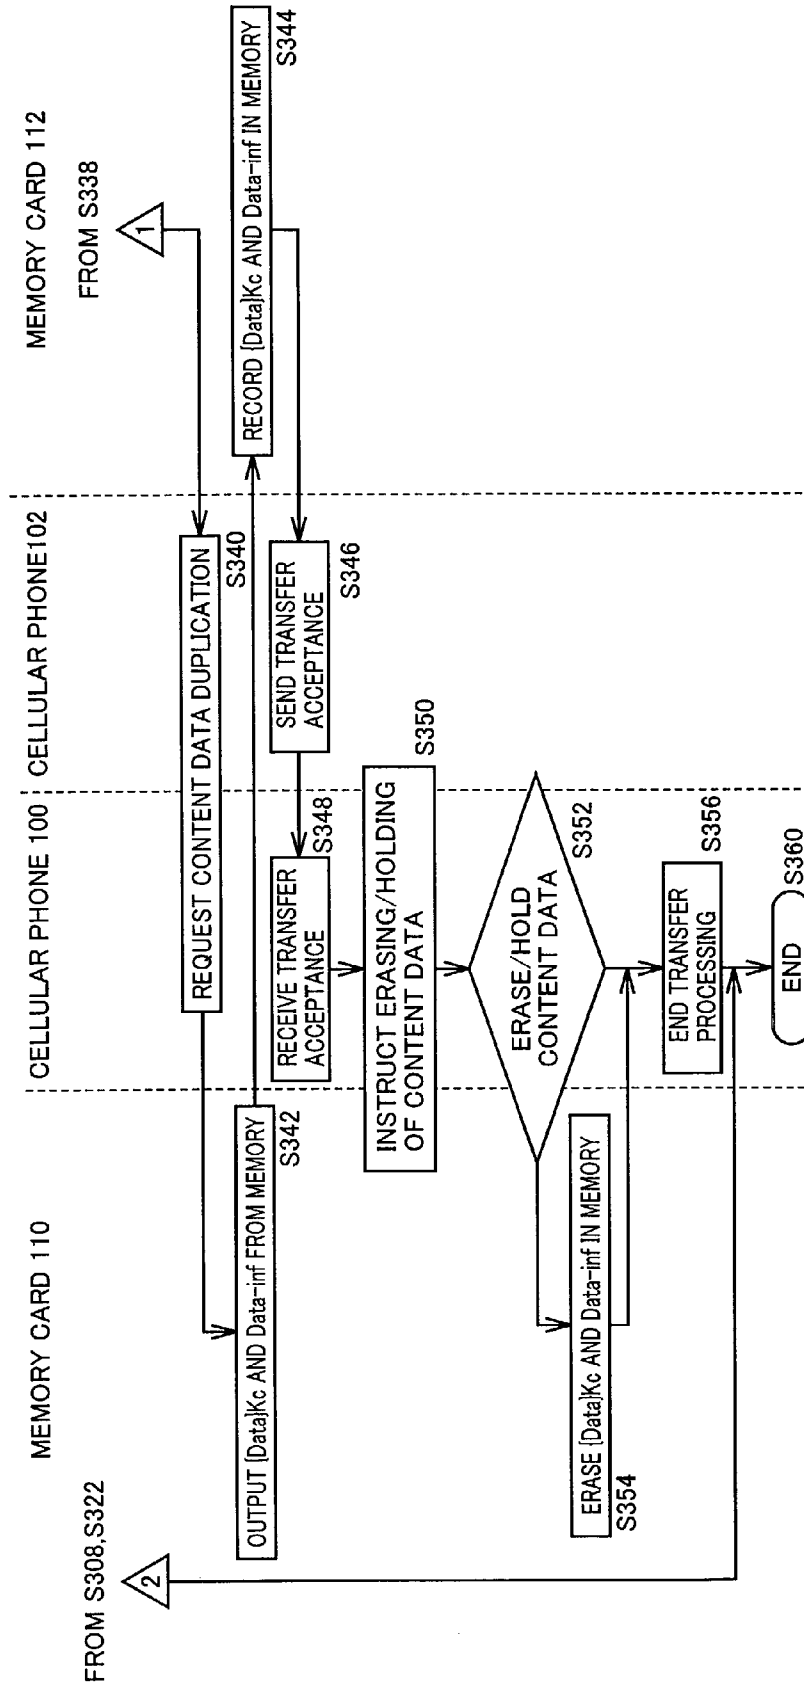 MEMORY CARD 110
CELLULAR PHONE 100
CELLULAR PHONE102
MEMORY CARD 112
FROM S308,S322
2
FROM S338
1
REQUEST CONTENT DATA DUPLICATION
S340
OUTPUT {Data}Kc AND Data-inf FROM MEMORY
S342
RECORD {Data}Kc AND Data-inf IN MEMORY
S344
SEND TRANSFER
ACCEPTANCE
S346
RECEIVE TRANSFER
ACCEPTANCE
S348
INSTRUCT ERASING/HOLDING
OF CONTENT DATA
S350
ERASE/HOLD
CONTENT DATA
S352
ERASE {Data}Kc AND Data-inf IN MEMORY
S354
END TRANSFER
PROCESSING
S356
END
S360